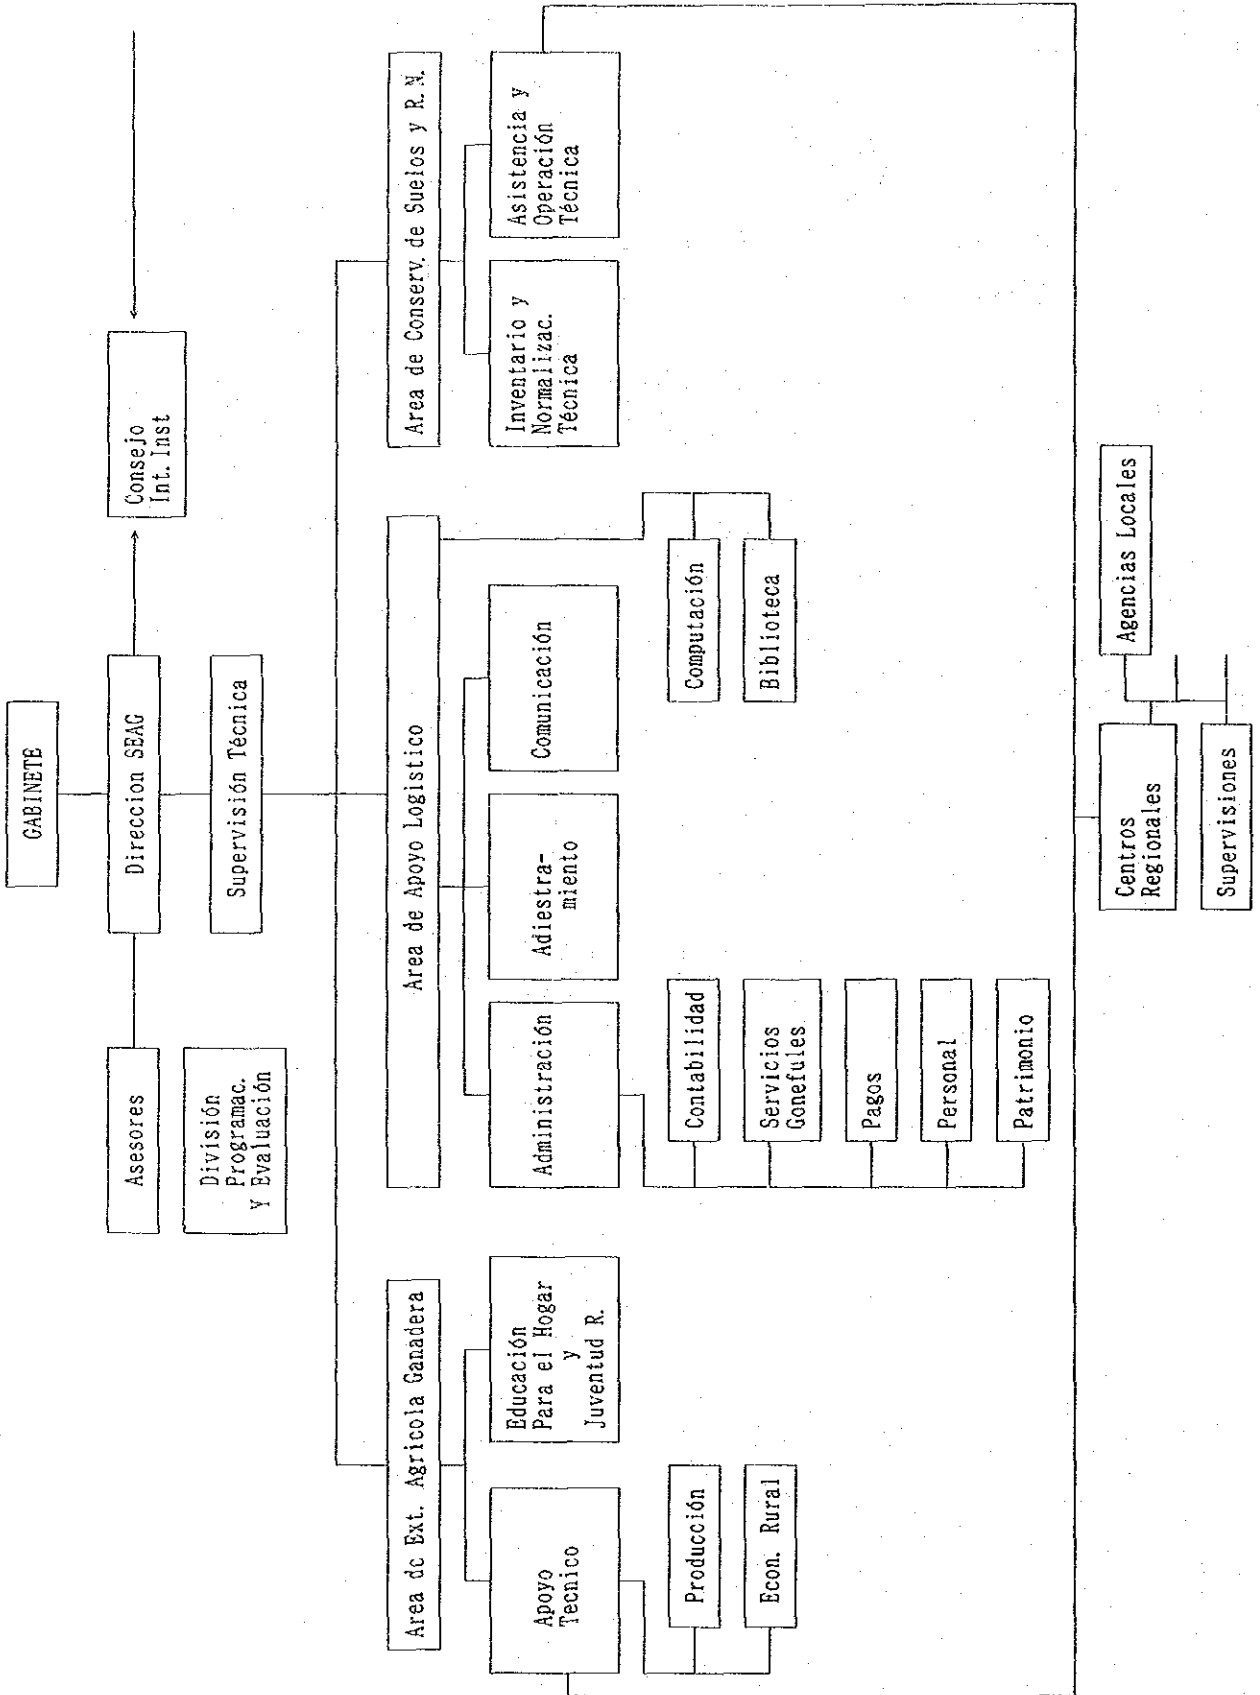 GABINETE
Direccion SEAG
Consejo
Int. Inst
Asesores
División
Programac.
y Evaluación
Supervisión Técnica
Area de Ext. Agricola Ganadera
Area de Apoyo Logistico
Area de Conserv. de Suelos y R. N.
Apoyo
Tecnico
Educación
Para el Hogar
y
Juventud R.
Administración
Adiestra-
miento
Comunicación
Inventario y
Normalizac.
Técnica
Asistencia y
Operación
Técnica
Producción
Econ. Rural
Contabilidad
Servicios
Gonefules
Pagos
Personal
Patrimonio
Computación
Biblioteca
Centros
Regionales
Agencias Locales
Supervisiones